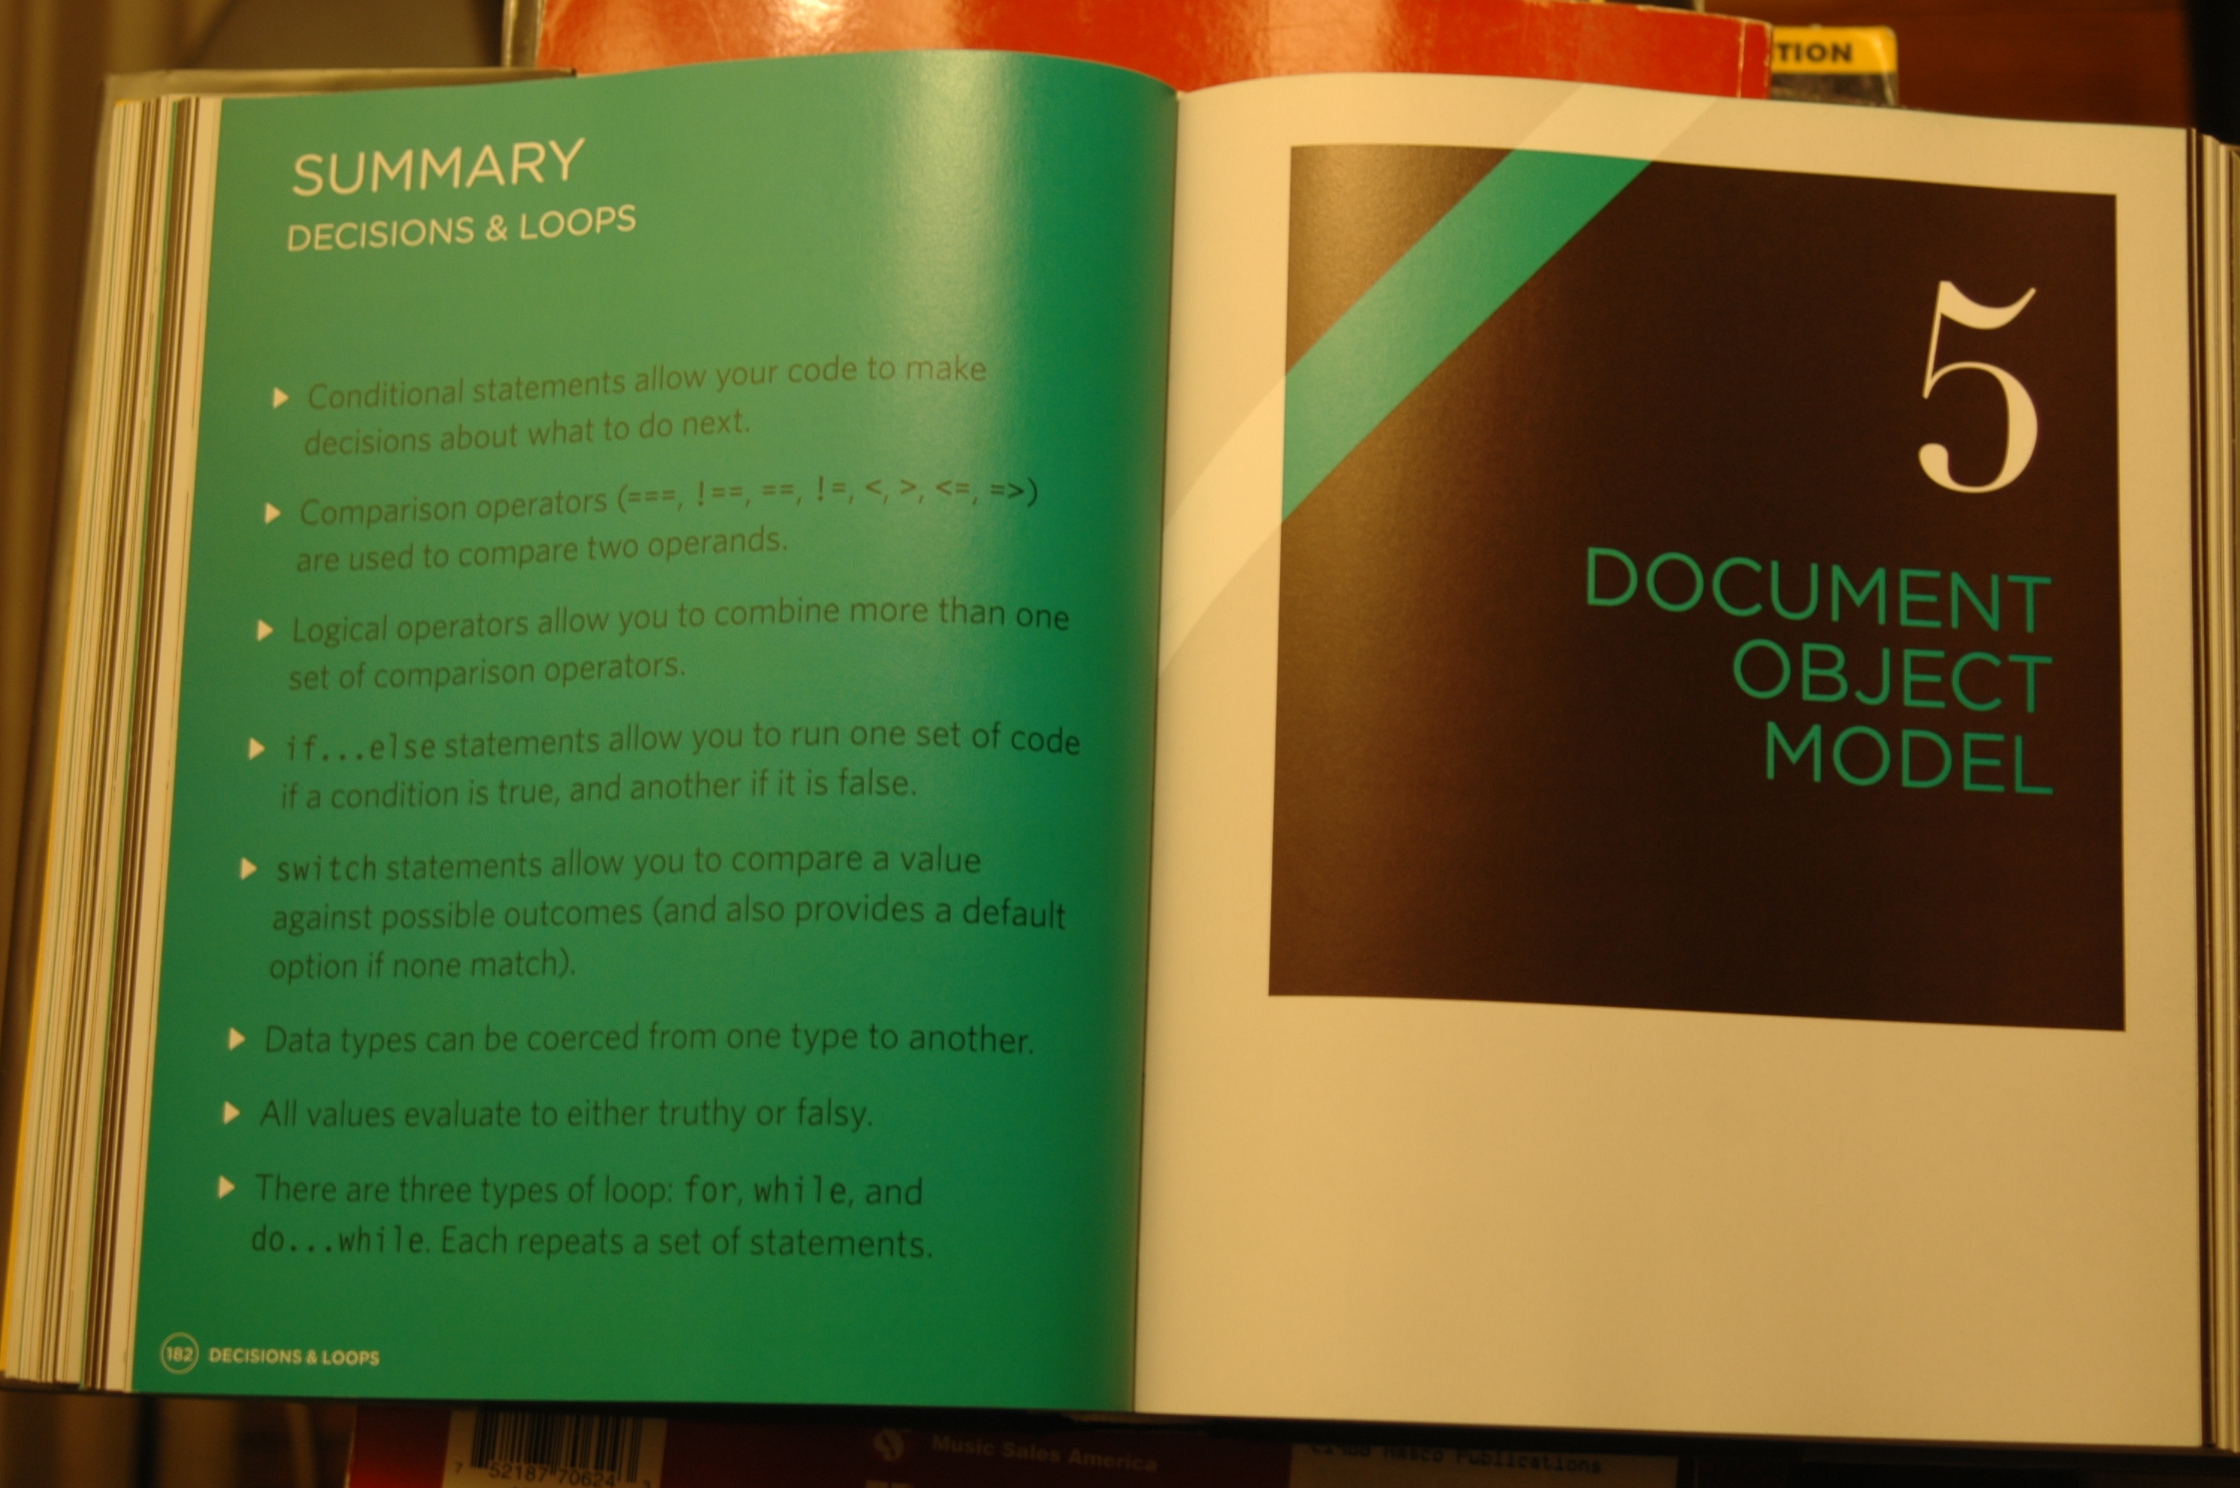 TION
SUMMARY
DECISIONS & LOOPS
Conditional statements allow your code to make
decisions about what to do next.
Comparison operators (===, !==, ==, !=, <, >, <=, =>)
are used to compare two operands.
Logical operators allow you to combine more than one
set of comparison operators.
if...else statements allow you to run one set of code
if a condition is true, and another if it is false.
switch statements allow you to compare a value
against possible outcomes (and also provides a default
option if none match).
Data types can be coerced from one type to another.
All values evaluate to either truthy or falsy.
There are three types of loop: for, while, and
do...while. Each repeats a set of statements.
182 DECISIONS & LOOPS
5
DOCUMENT
OBJECT
MODEL
7 52187 70624
Music Sales America
Publications